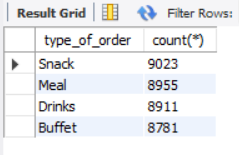 Result Grid Filter Rows:
type_of_order count(*)
Snack 9023
Meal 8955
Drinks 8911
Buffet 8781